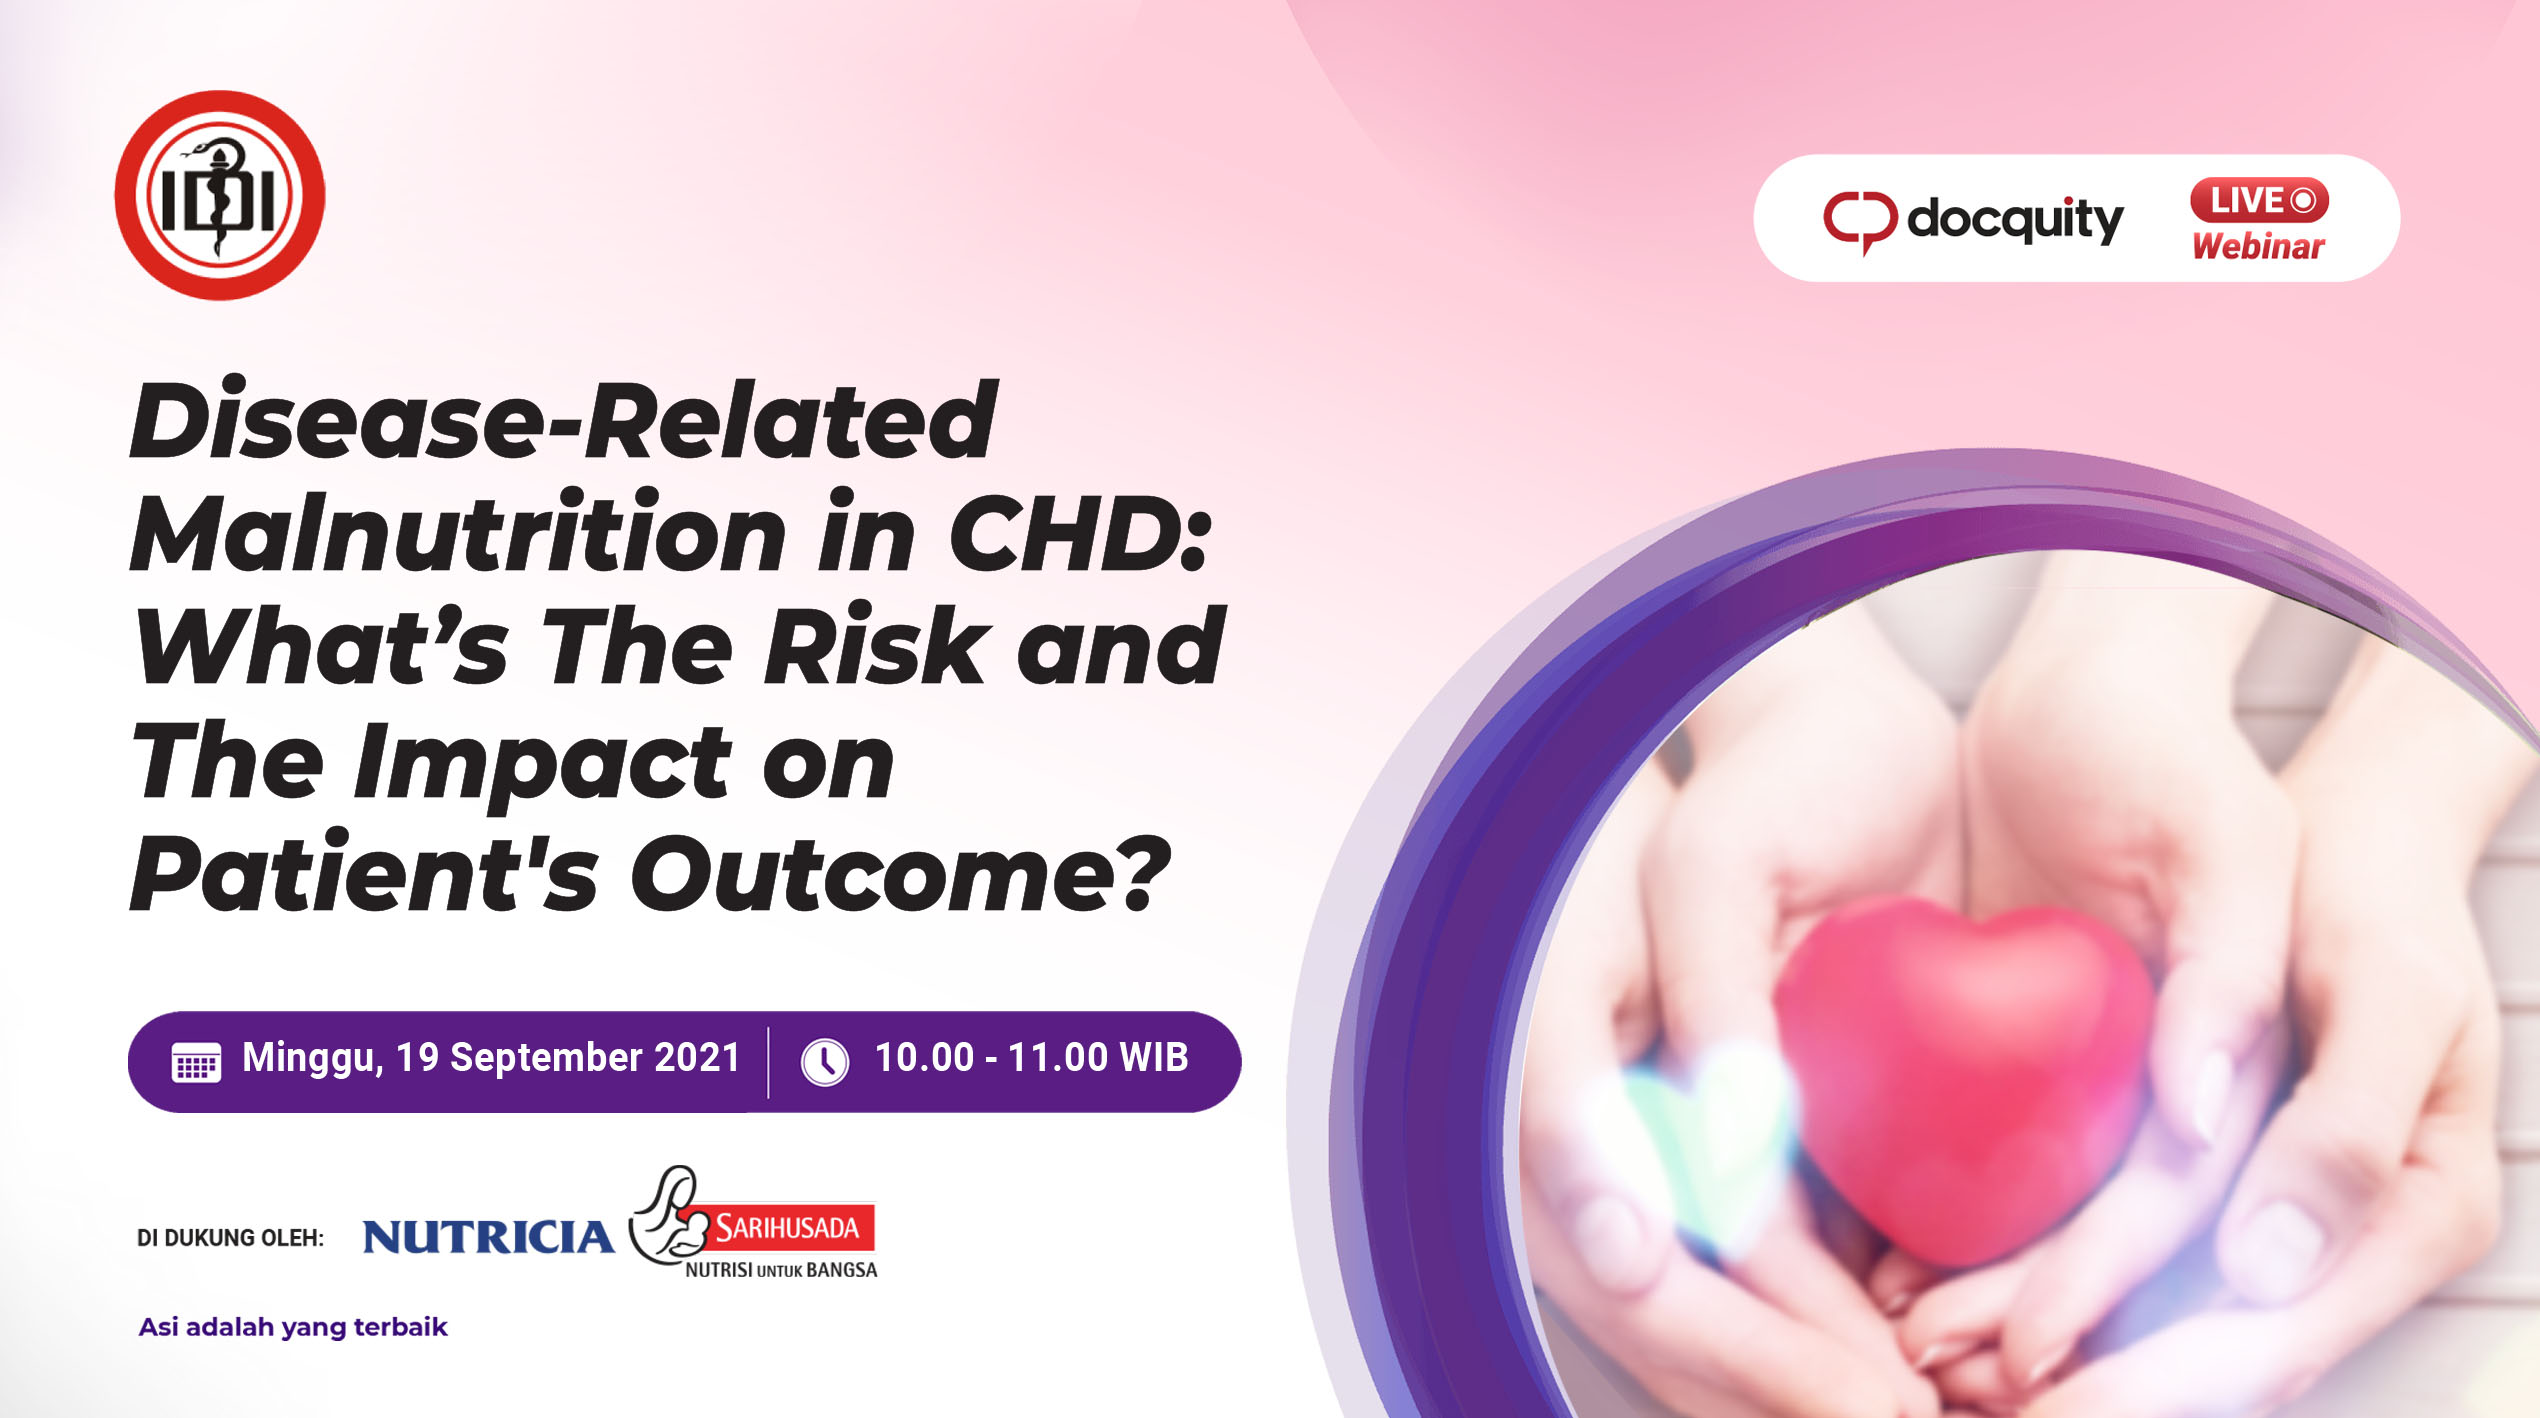 IDI
docquity
LIVE
Webinar
Disease-Related
Malnutrition in CHD:
What’s The Risk and
The Impact on
Patient's Outcome?
Minggu, 19 September 2021
10.00 - 11.00 WIB
DI DUKUNG OLEH:
NUTRICIA
SARIHUSADA
NUTRISI UNTUK BANGSA
Asi adalah yang terbaik